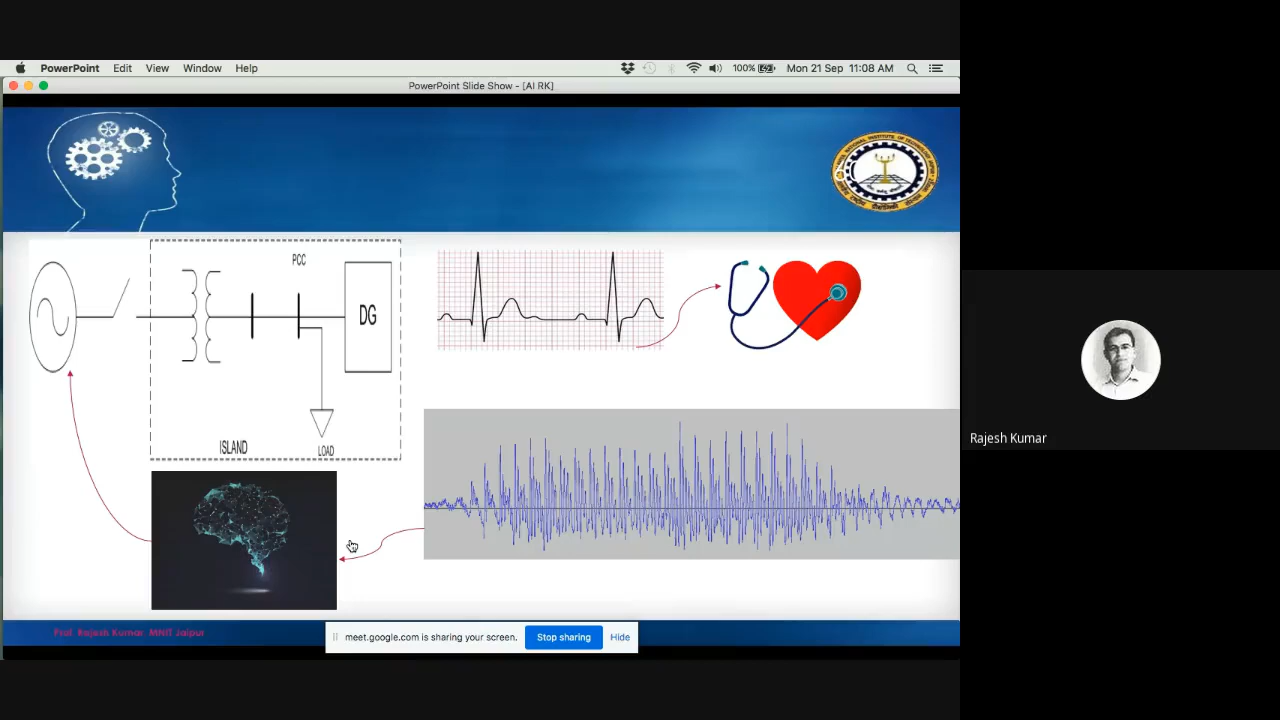 PowerPoint Edit View Window Help 100% Mon 21 Sep 11:08 AM
PowerPoint Slide Show - [AI RK]
PCC
DG
ISLAND
LOAD
Rajesh Kumar
Prof. Rajesh Kumar, MNIT Jaipur
meet.google.com is sharing your screen. Stop sharing Hide